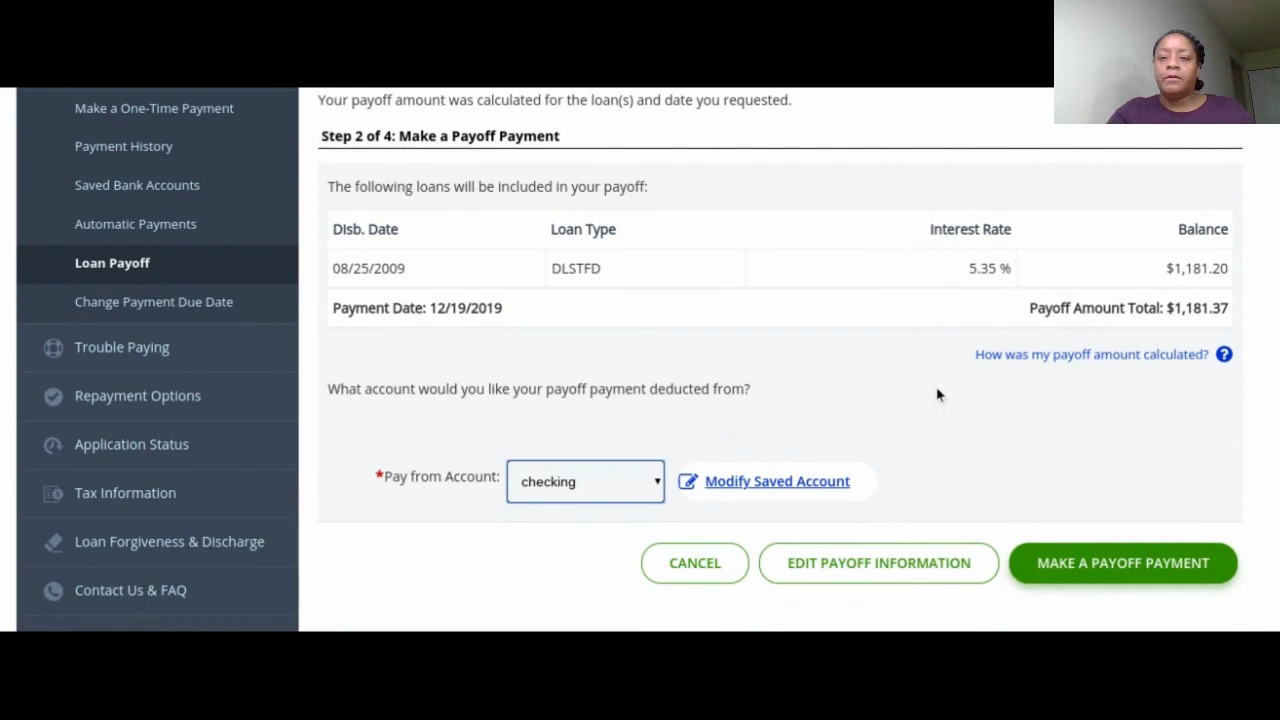 Make a One-Time Payment
Payment History
Saved Bank Accounts
Automatic Payments
Loan Payoff
Change Payment Due Date
Trouble Paying
Repayment Options
Application Status
Tax Information
Loan Forgiveness & Discharge
Contact Us & FAQ
Your payoff amount was calculated for the loan(s) and date you requested.
Step 2 of 4: Make a Payoff Payment
The following loans will be included in your payoff:
Disb. Date Loan Type Interest Rate Balance
08/25/2009 DLSTFD 5.35 % $1,181.20
Payment Date: 12/19/2019 Payoff Amount Total: $1,181.37
How was my payoff amount calculated? ?
What account would you like your payoff payment deducted from?
*Pay from Account: checking Modify Saved Account
CANCEL EDIT PAYOFF INFORMATION MAKE A PAYOFF PAYMENT